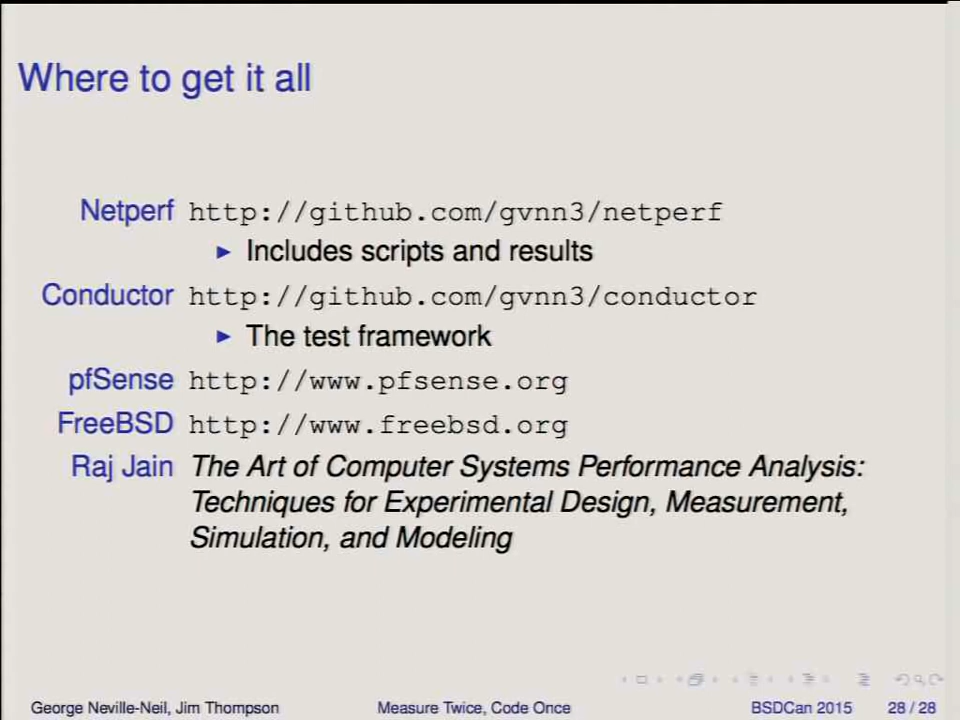 Where to get it all
Netperf http://github.com/gvnn3/netperf
▶ Includes scripts and results
Conductor http://github.com/gvnn3/conductor
▶ The test framework
pfSense http://www.pfsense.org
FreeBSD http://www.freebsd.org
Raj Jain The Art of Computer Systems Performance Analysis:
Techniques for Experimental Design, Measurement,
Simulation, and Modeling
George Neville-Neil, Jim Thompson Measure Twice, Code Once BSDCan 2015 28 / 28